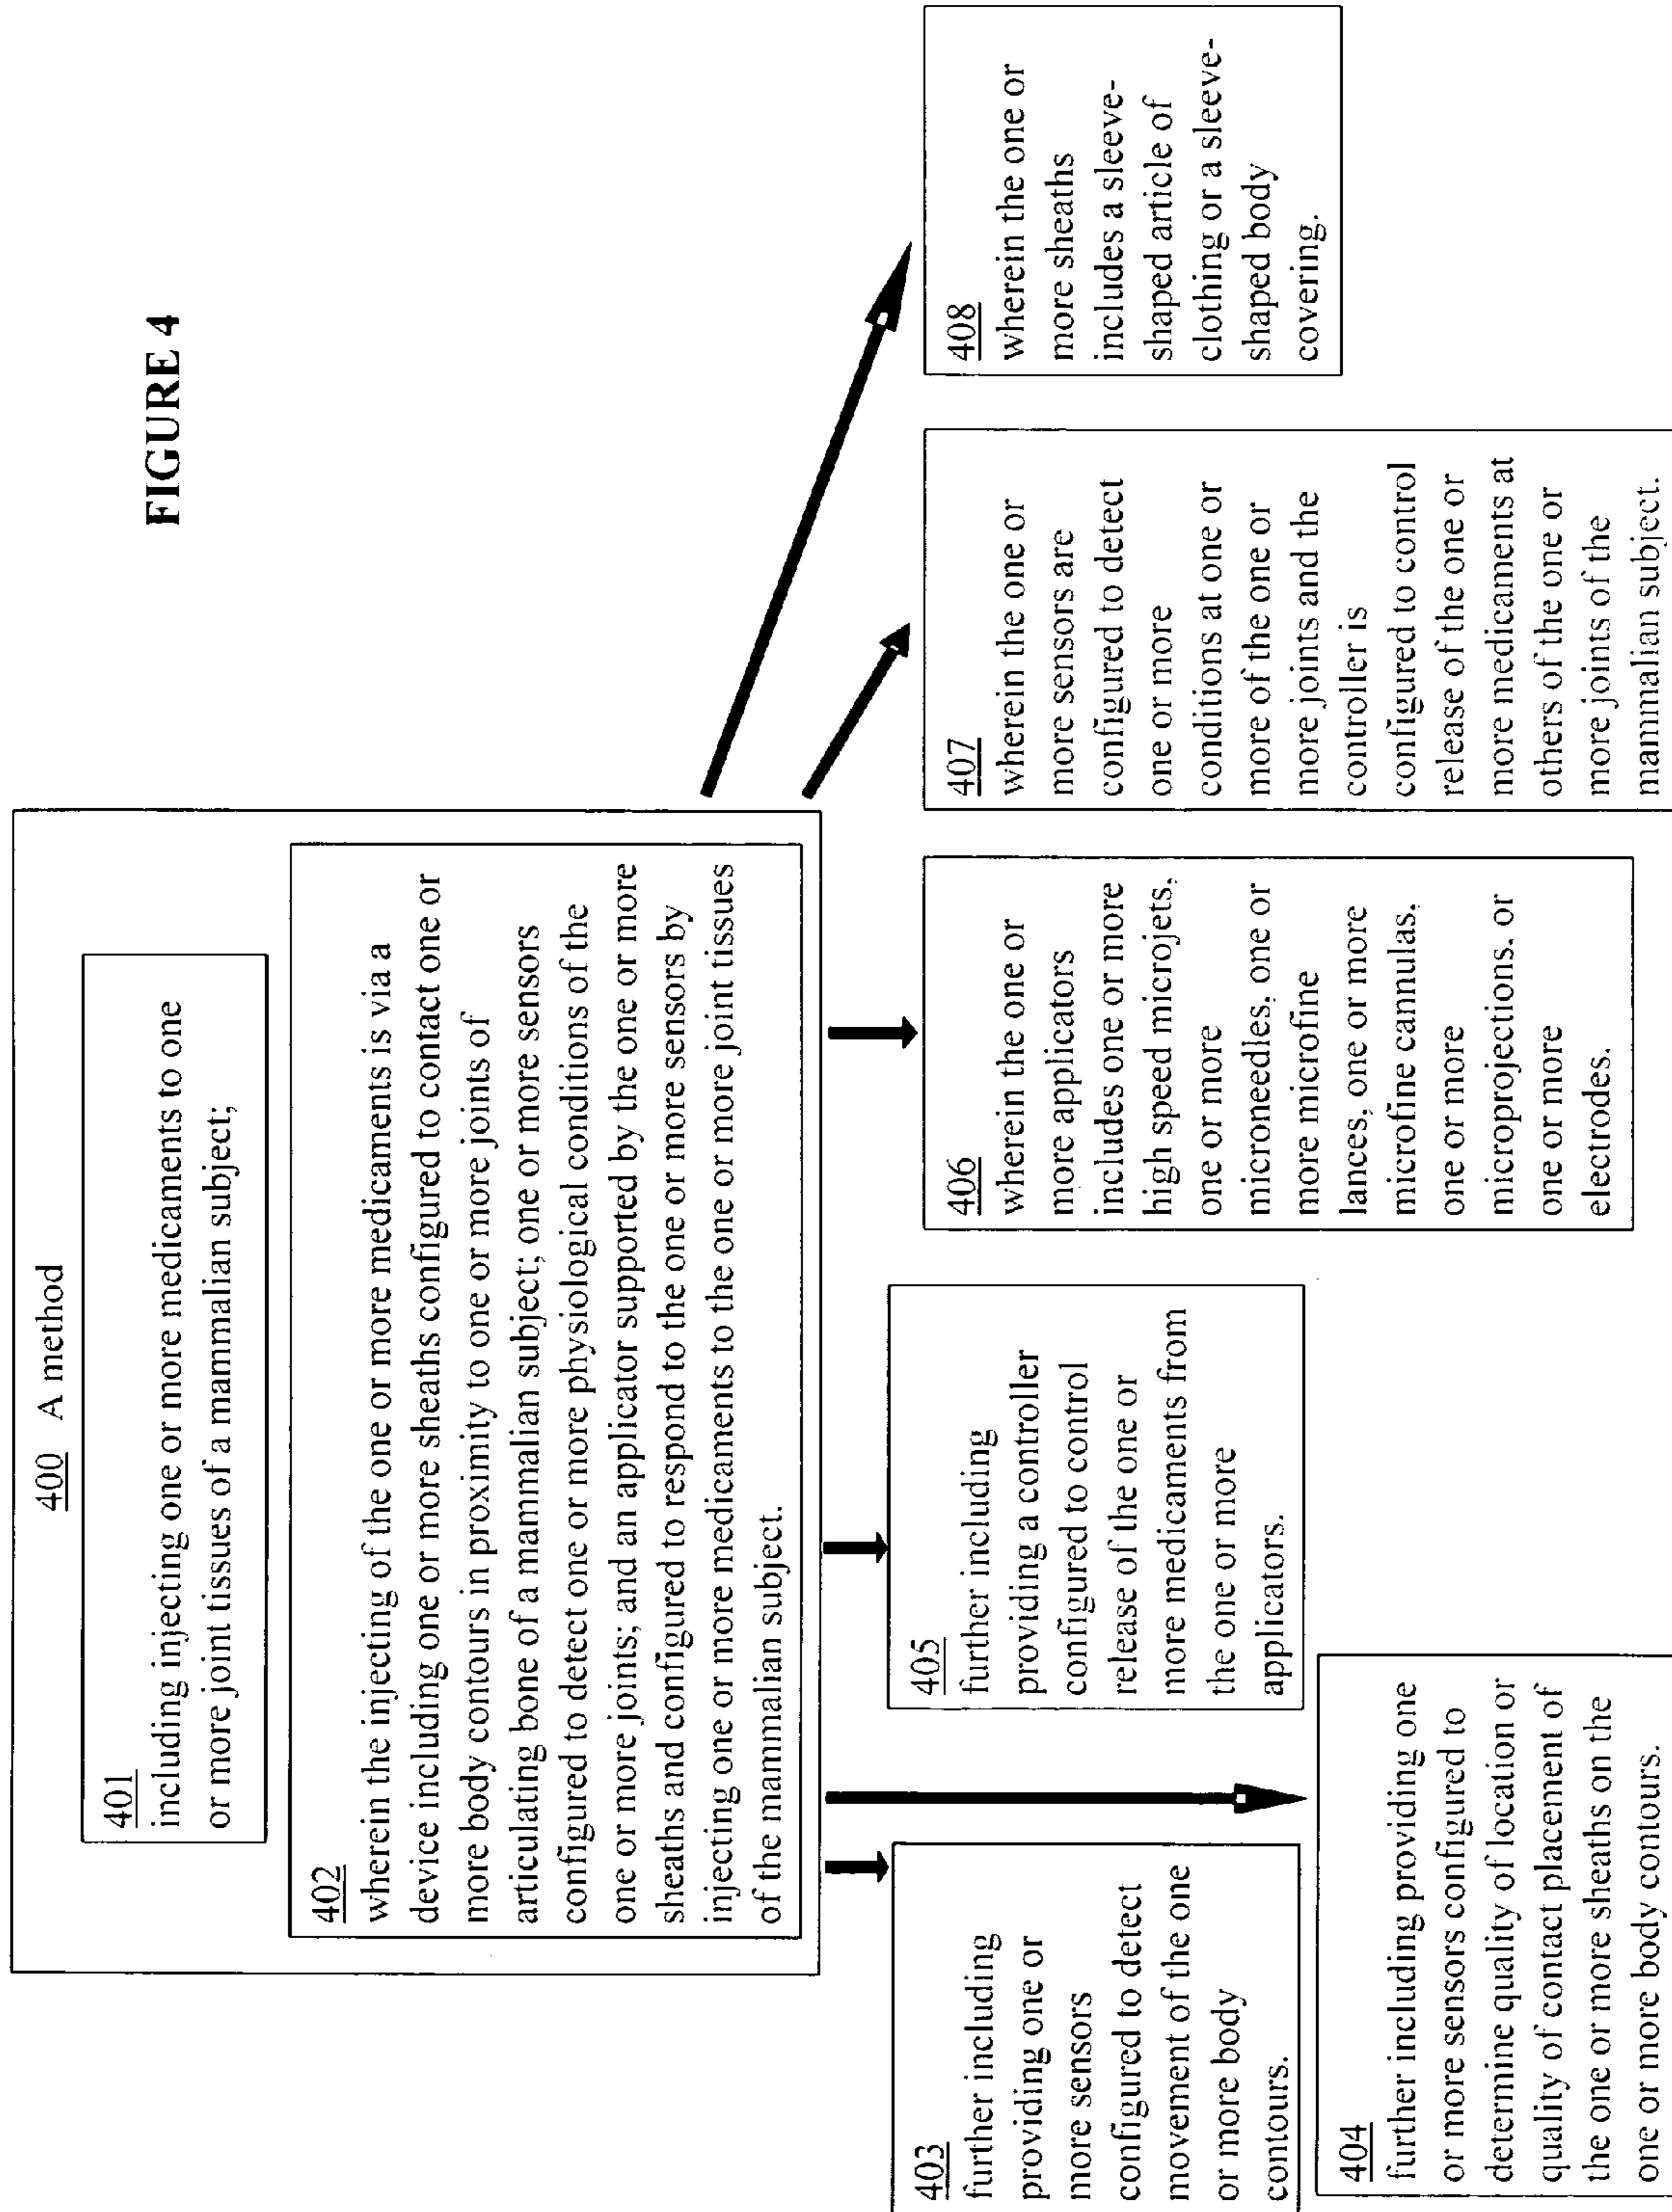 FIGURE 4
400 A method
401
including injecting one or more medicaments to one
or more joint tissues of a mammalian subject;
402
wherein the injecting of the one or more medicaments is via a
device including one or more sheaths configured to contact one or
more body contours in proximity to one or more joints of
articulating bone of a mammalian subject; one or more sensors
configured to detect one or more physiological conditions of the
one or more joints; and an applicator supported by the one or more
sheaths and configured to respond to the one or more sensors by
injecting one or more medicaments to the one or more joint tissues
of the mammalian subject.
403
further including
providing one or
more sensors
configured to detect
movement of the one
or more body
contours.
404
further including providing one
or more sensors configured to
determine quality of location or
quality of contact placement of
the one or more sheaths on the
one or more body contours.
405
further including
providing a controller
configured to control
release of the one or
more medicaments from
the one or more
applicators.
406
wherein the one or
more applicators
includes one or more
high speed microjets,
one or more
microneedles, one or
more microfine
lances, one or more
microfine cannulas,
one or more
microprojections, or
one or more
electrodes.
407
wherein the one or
more sensors are
configured to detect
one or more
conditions at one or
more of the one or
more joints and the
controller is
configured to control
release of the one or
more medicaments at
others of the one or
more joints of the
mammalian subject.
408
wherein the one or
more sheaths
includes a sleeve-
shaped article of
clothing or a sleeve-
shaped body
covering.